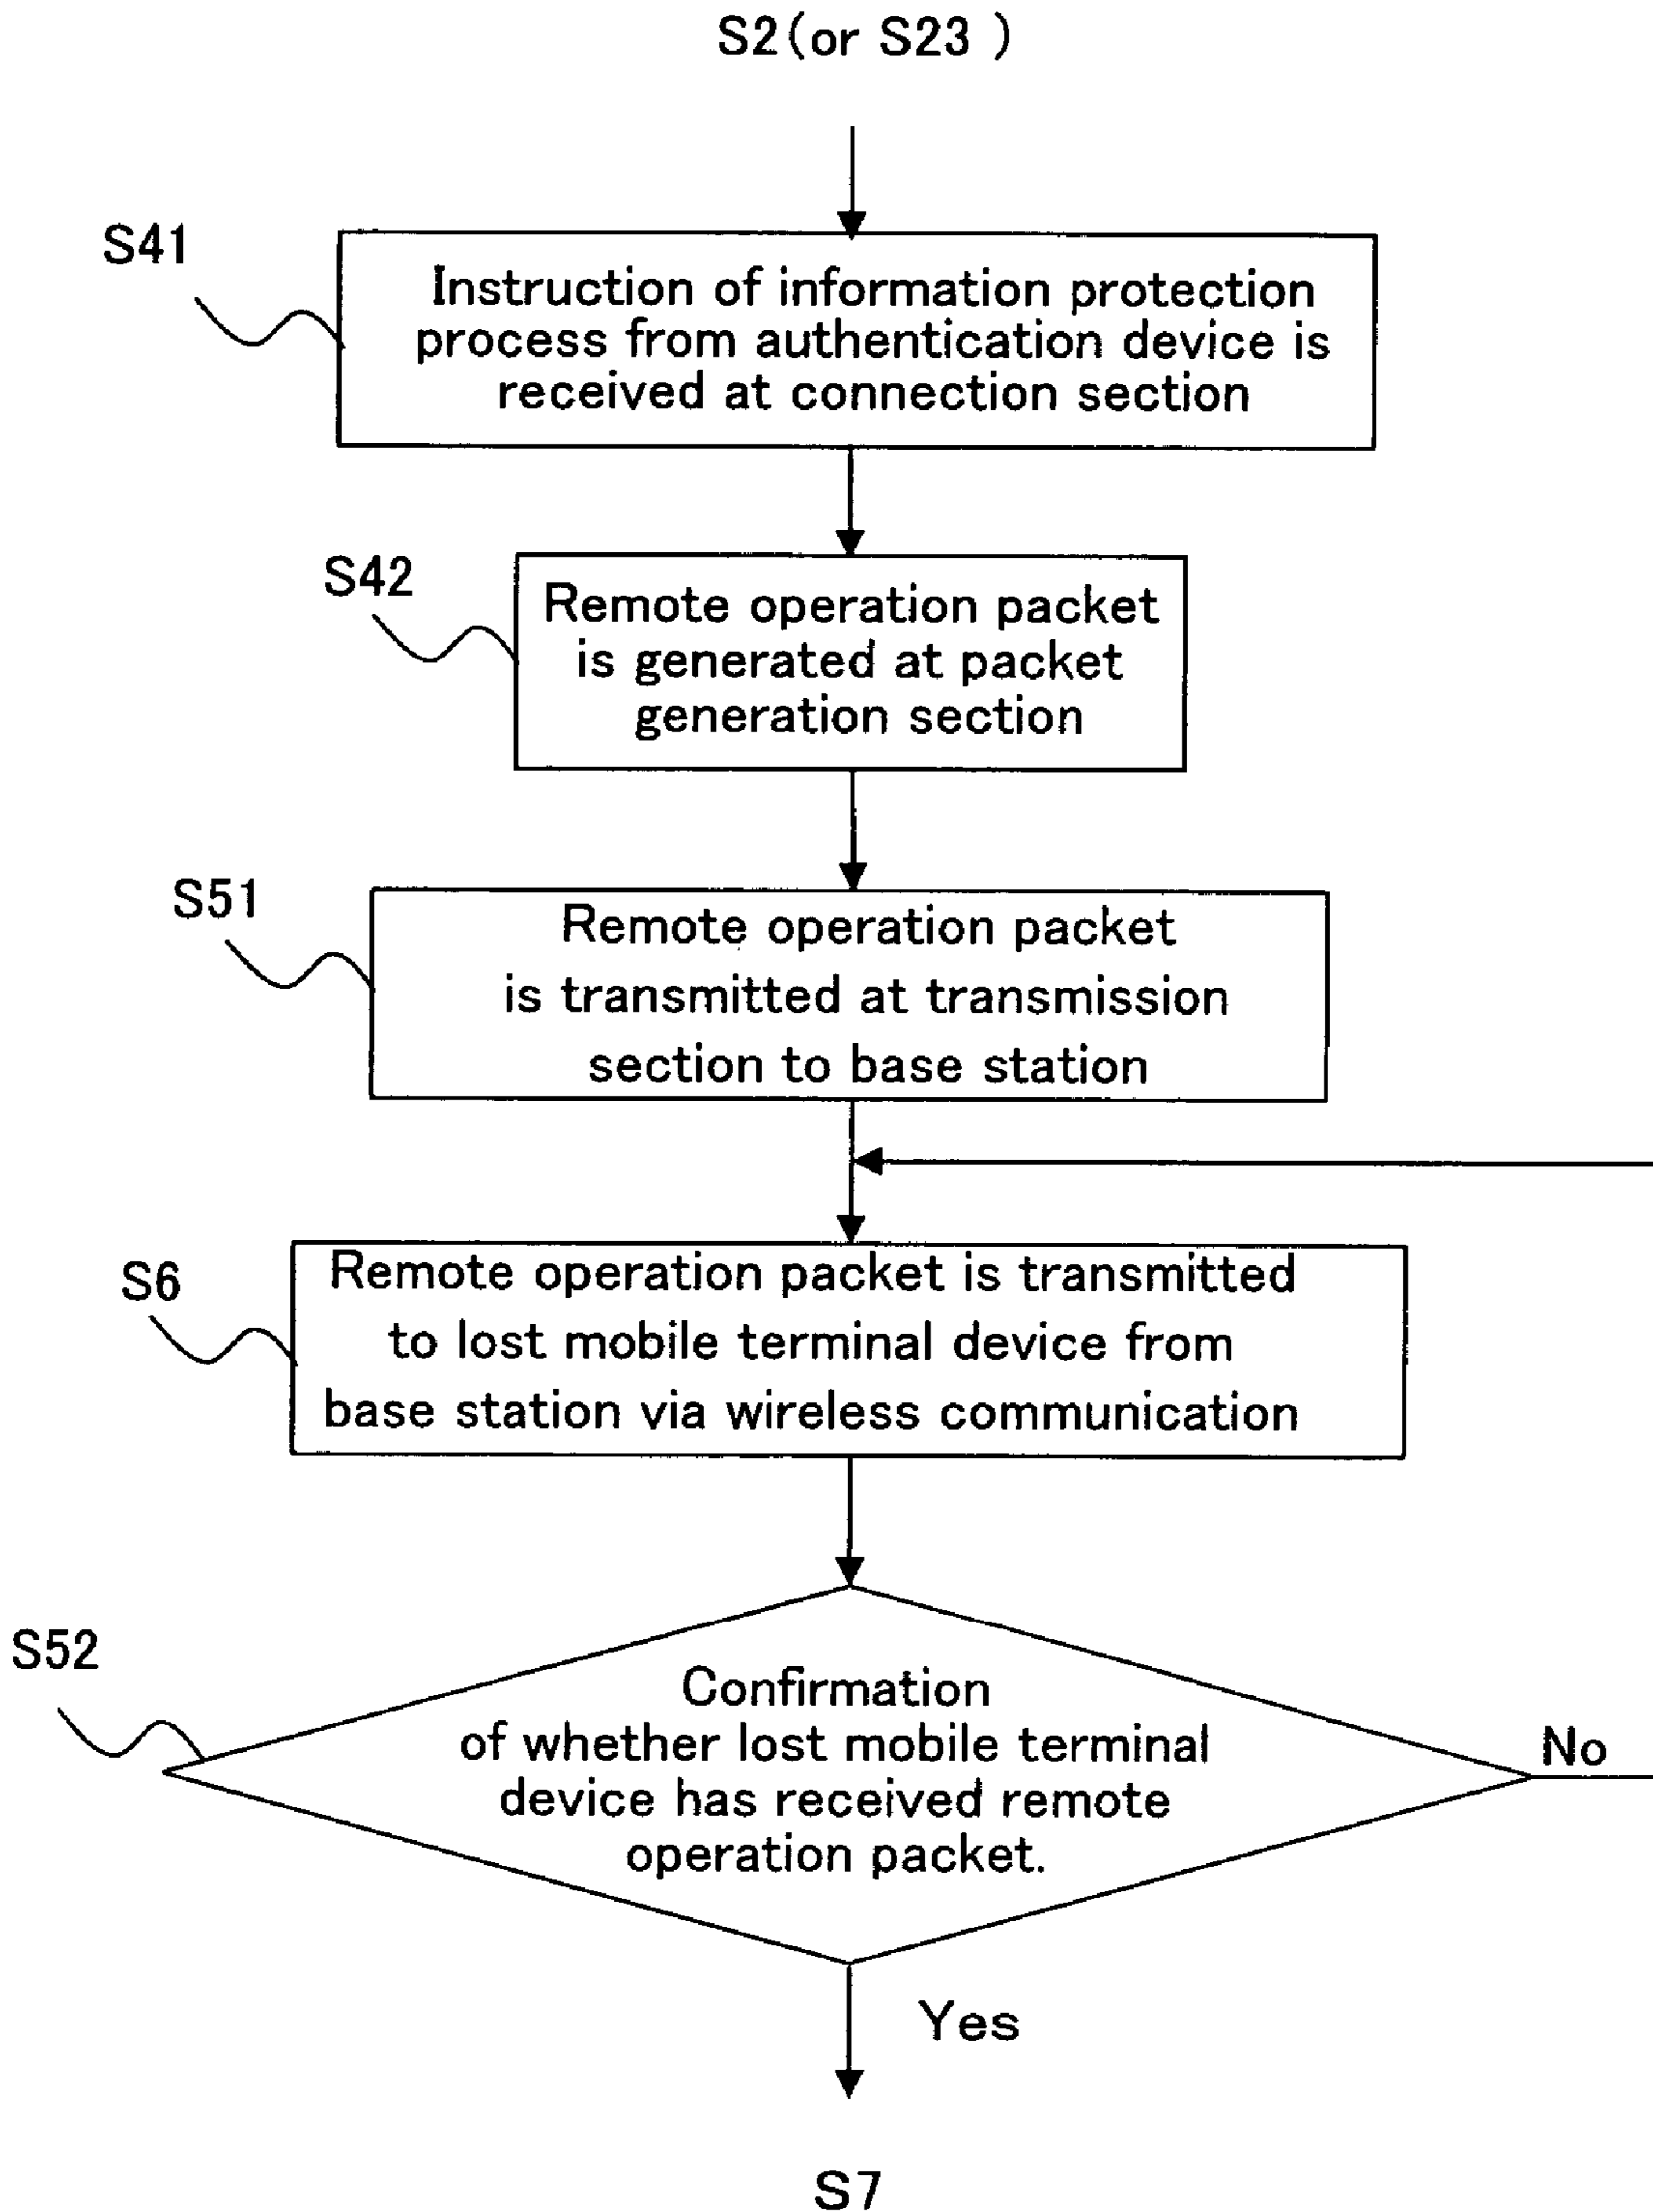 S2(or S23 )
S41
Instruction of information protection
process from authentication device is
received at connection section
S42
Remote operation packet
is generated at packet
generation section
S51
Remote operation packet
is transmitted at transmission
section to base station
S6
Remote operation packet is transmitted
to lost mobile terminal device from
base station via wireless communication
S52
Confirmation
of whether lost mobile terminal
device has received remote
operation packet.
No
Yes
S7